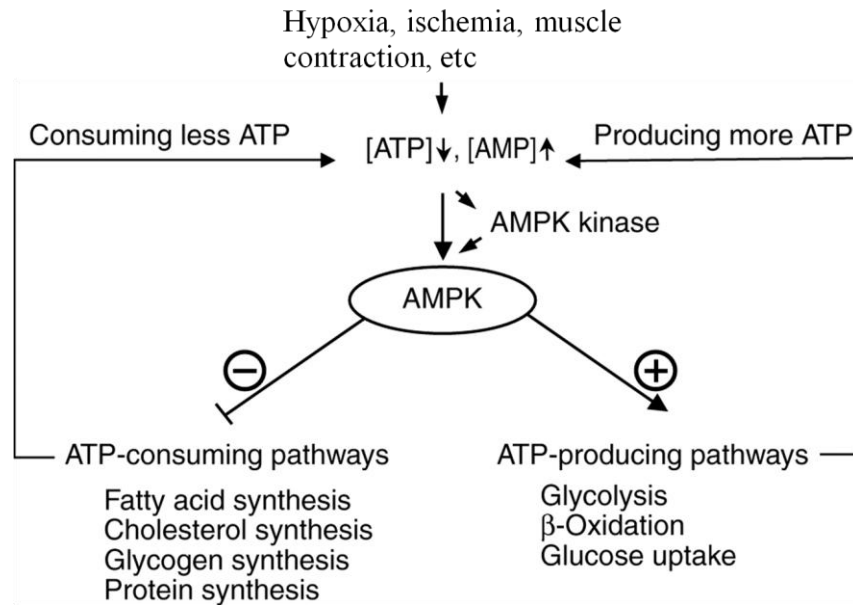 Hypoxia, ischemia, muscle
contraction, etc
Consuming less ATP
Producing more ATP
[ATP]↓, [AMP]↑
AMPK kinase
AMPK
−
+
ATP-consuming pathways
Fatty acid synthesis
Cholesterol synthesis
Glycogen synthesis
Protein synthesis
ATP-producing pathways
Glycolysis
β-Oxidation
Glucose uptake